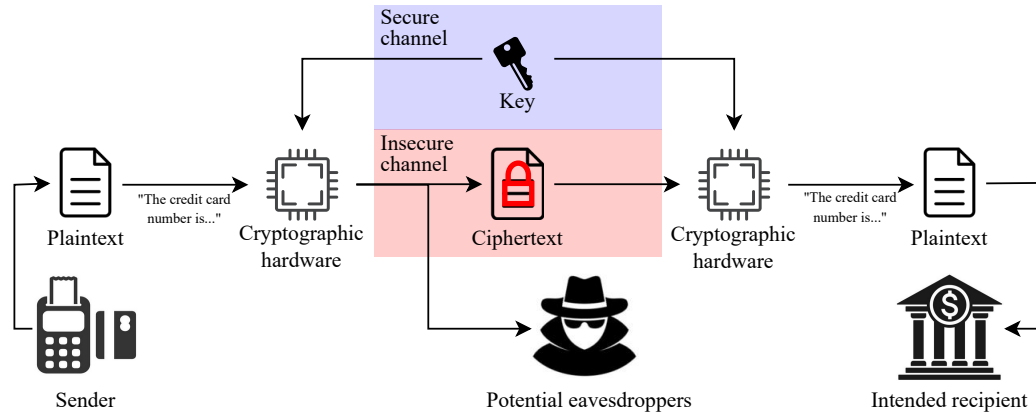 Secure
channel
Key
Insecure
channel
"The credit card
number is..."
"The credit card
number is..."
Plaintext
Cryptographic
hardware
Ciphertext
Cryptographic
hardware
Plaintext
$
Sender
Potential eavesdroppers
Intended recipient